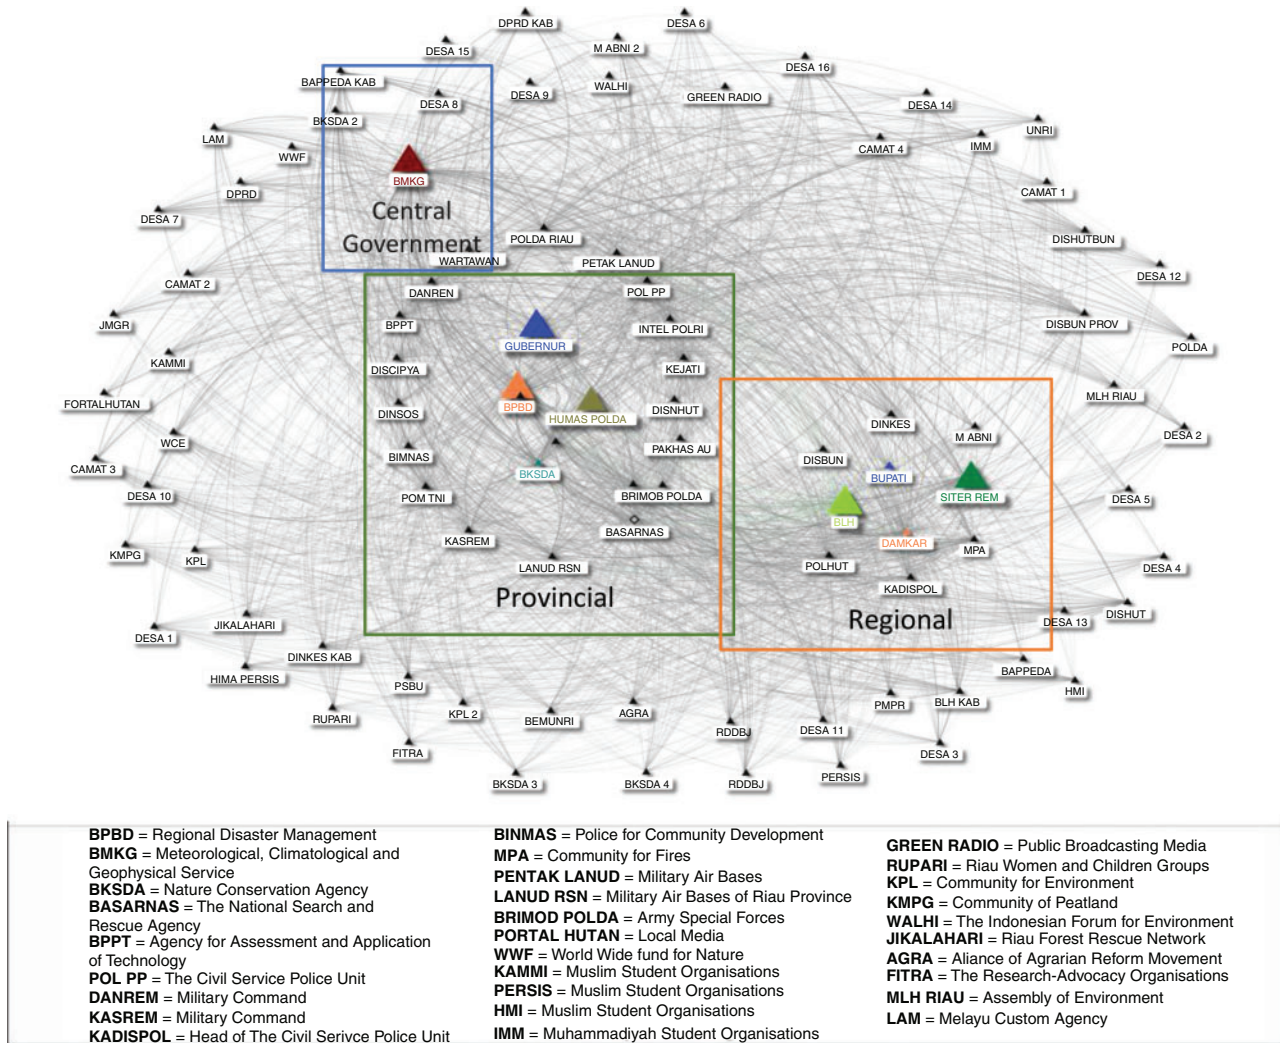 DPRD KAB
DESA 6
DESA 15
M ABNI 2
DESA 16
BAPPEDA KAB
DESA 8
DESA 9
WALHI
GREEN RADIO
DESA 14
BKSDA 2
UNRI
LAM
WWF
CAMAT 4
IMM
BMKG
DPRD
CAMAT 1
Central
Government
DESA 7
POLDA RIAU
DISHUTBUN
WARTAWAN
PETAK LANUD
DESA 12
CAMAT 2
DANREN
POL PP
JMGR
BPPT
INTEL POLRI
DISBUN PROV
GUBERNUR
POLDA
KAMMI
DISCIPYA
KEJATI
FORTALHUTAN
BPBD
HUMAS POLDA
DISNHUT
MLH RIAU
DINSOS
DINKES
WCE
M ABNI
DESA 2
BIMNAS
PAKHAS AU
DISBUN
CAMAT 3
BKSDA
BUPATI
DESA 10
POM TNI
BRIMOB POLDA
SITER REM
DESA 5
BLH
BASARNAS
KASREM
DAMKAR
MPA
KMPG
KPL
LANUD RSN
POLHUT
DESA 4
KADISPOL
Provincial
Regional
DISHUT
JIKALAHARI
DESA 13
DESA 1
DINKES KAB
BAPPEDA
HIMA PERSIS
PSBU
HMI
RUPARI
KPL 2
BEMUNRI
AGRA
PMPR
BLH KAB
RDDBJ
DESA 11
FITRA
DESA 3
BKSDA 3
BKSDA 4
RDDBJ
PERSIS
BPBD = Regional Disaster Management
BMKG = Meteorological, Climatological and
Geophysical Service
BKSDA = Nature Conservation Agency
BASARNAS = The National Search and
Rescue Agency
BPPT = Agency for Assessment and Application
of Technology
POL PP = The Civil Service Police Unit
DANREM = Military Command
KASREM = Military Command
KADISPOL = Head of The Civil Serivce Police Unit
BINMAS = Police for Community Development
MPA = Community for Fires
PENTAK LANUD = Military Air Bases
LANUD RSN = Military Air Bases of Riau Province
BRIMOD POLDA = Army Special Forces
PORTAL HUTAN = Local Media
WWF = World Wide fund for Nature
KAMMI = Muslim Student Organisations
PERSIS = Muslim Student Organisations
HMI = Muslim Student Organisations
IMM = Muhammadiyah Student Organisations
GREEN RADIO = Public Broadcasting Media
RUPARI = Riau Women and Children Groups
KPL = Community for Environment
KMPG = Community of Peatland
WALHI = The Indonesian Forum for Environment
JIKALAHARI = Riau Forest Rescue Network
AGRA = Aliance of Agrarian Reform Movement
FITRA = The Research-Advocacy Organisations
MLH RIAU = Assembly of Environment
LAM = Melayu Custom Agency